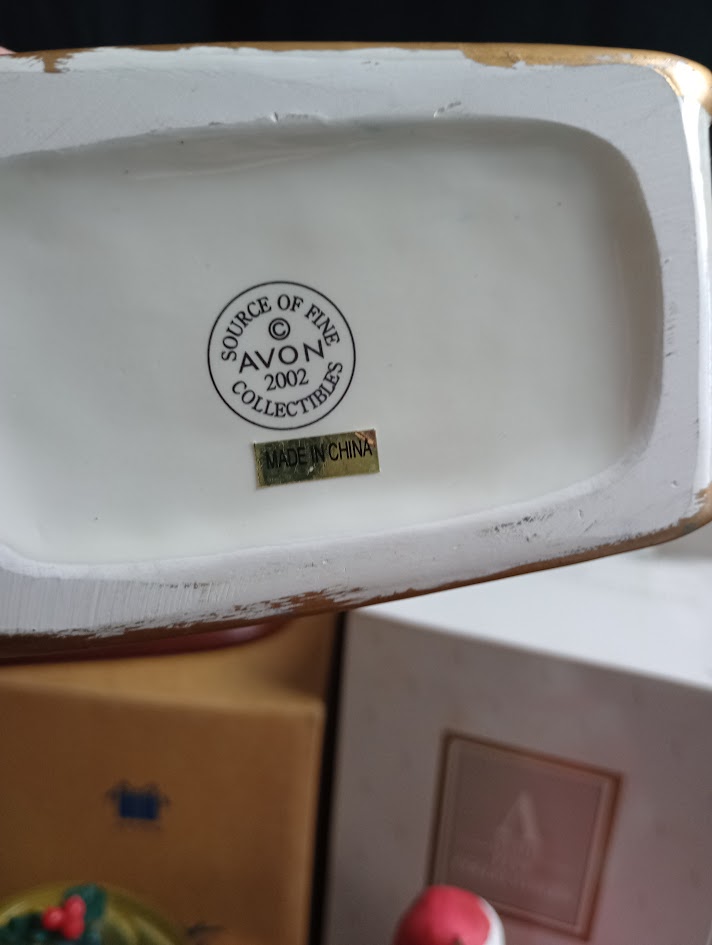 SOURCE OF FINE
©
AVON
2002
COLLECTIBLES
MADE IN CHINA